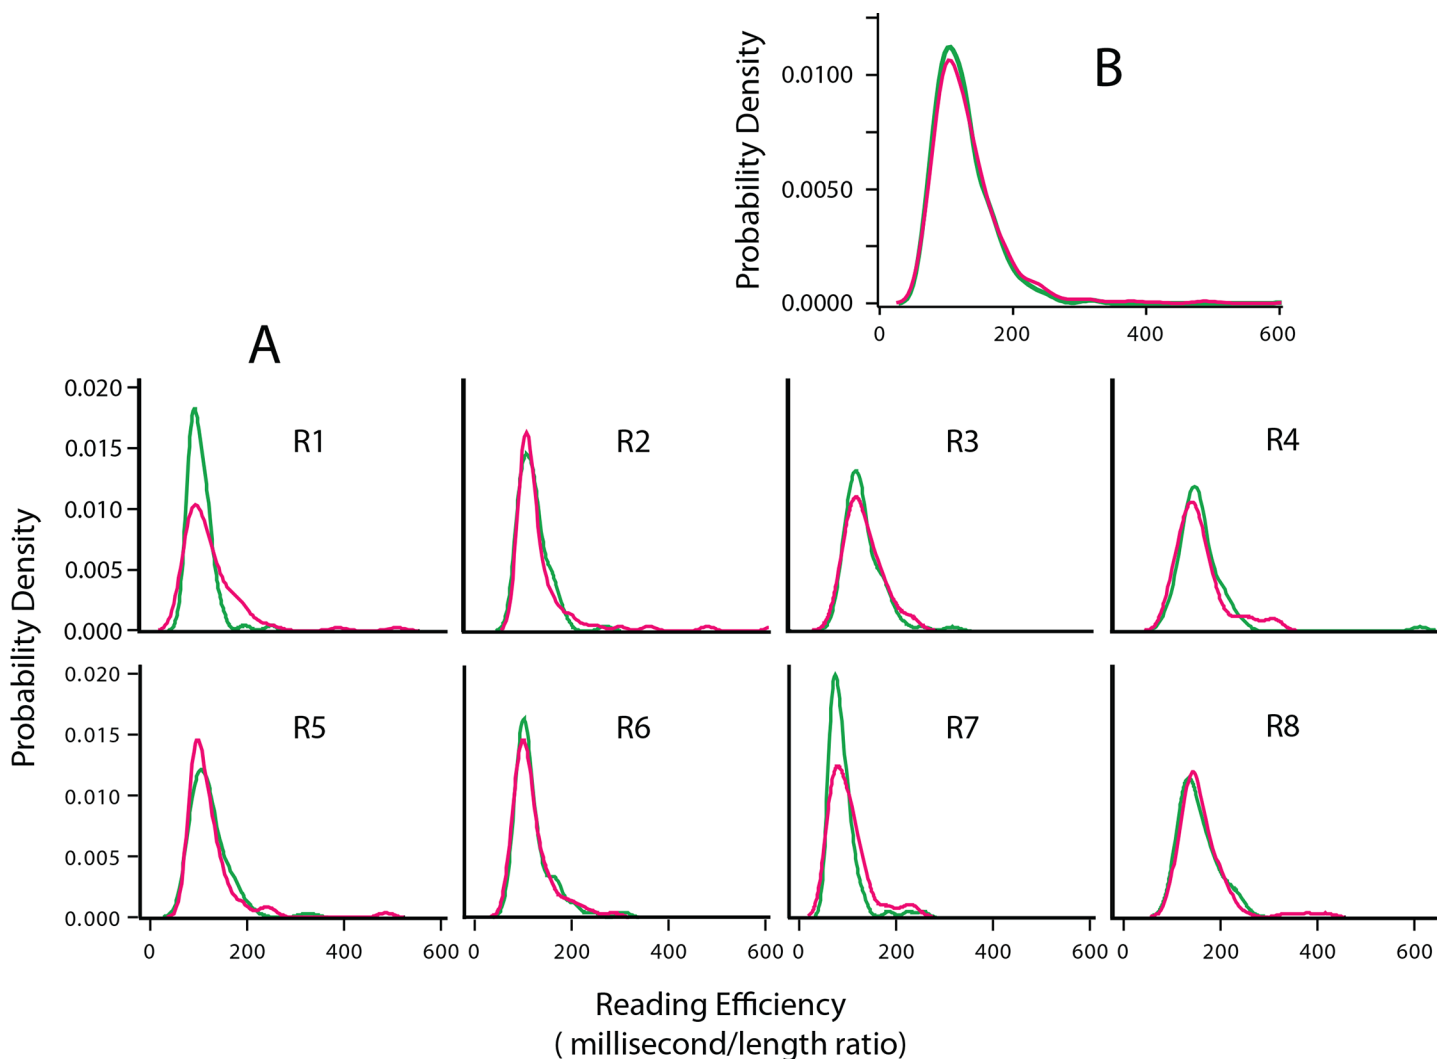 B
Probability Density
0.0100
0.0050
0.0000
0 200 400 600
A
Probability Density
0.020
0.015
0.010
0.005
0.000
R1 R2 R3 R4
0.020
0.015
0.010
0.005
0.000
R5 R6 R7 R8
0 200 400 600 0 200 400 600 0 200 400 600 0 200 400 600
Reading Efficiency
( millisecond/length ratio)